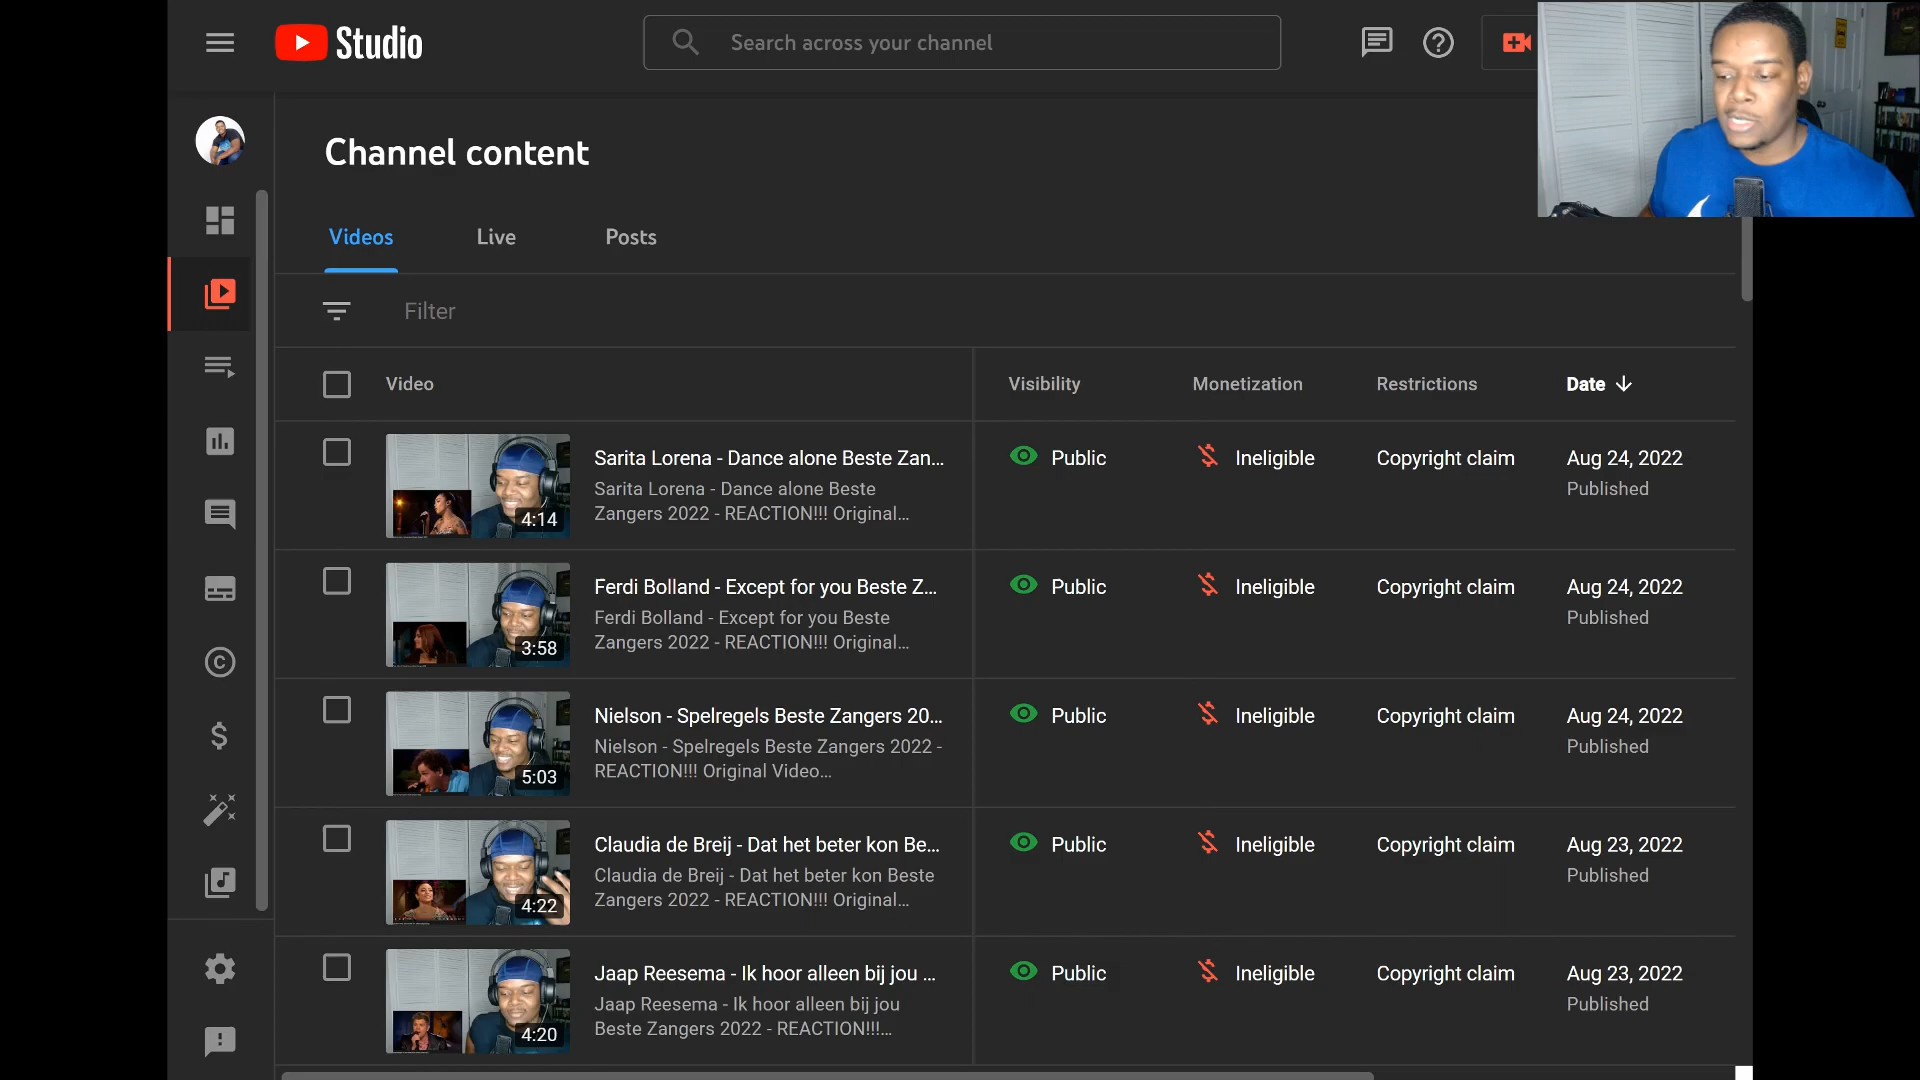 Studio
Search across your channel
Channel content
Videos
Live
Posts
Filter
Video
Visibility
Monetization
Restrictions
Date
4:14
Sarita Lorena - Dance alone Beste Zan...
Sarita Lorena - Dance alone Beste
Zangers 2022 - REACTION!!! Original...
Public
Ineligible
Copyright claim
Aug 24, 2022
Published
3:58
Ferdi Bolland - Except for you Beste Z...
Ferdi Bolland - Except for you Beste
Zangers 2022 - REACTION!!! Original...
Public
Ineligible
Copyright claim
Aug 24, 2022
Published
5:03
Nielson - Spelregels Beste Zangers 20...
Nielson - Spelregels Beste Zangers 2022 -
REACTION!!! Original Video...
Public
Ineligible
Copyright claim
Aug 24, 2022
Published
4:22
Claudia de Breij - Dat het beter kon Be...
Claudia de Breij - Dat het beter kon Beste
Zangers 2022 - REACTION!!! Original...
Public
Ineligible
Copyright claim
Aug 23, 2022
Published
4:20
Jaap Reesema - Ik hoor alleen bij jou ...
Jaap Reesema - Ik hoor alleen bij jou
Beste Zangers 2022 - REACTION!!!...
Public
Ineligible
Copyright claim
Aug 23, 2022
Published